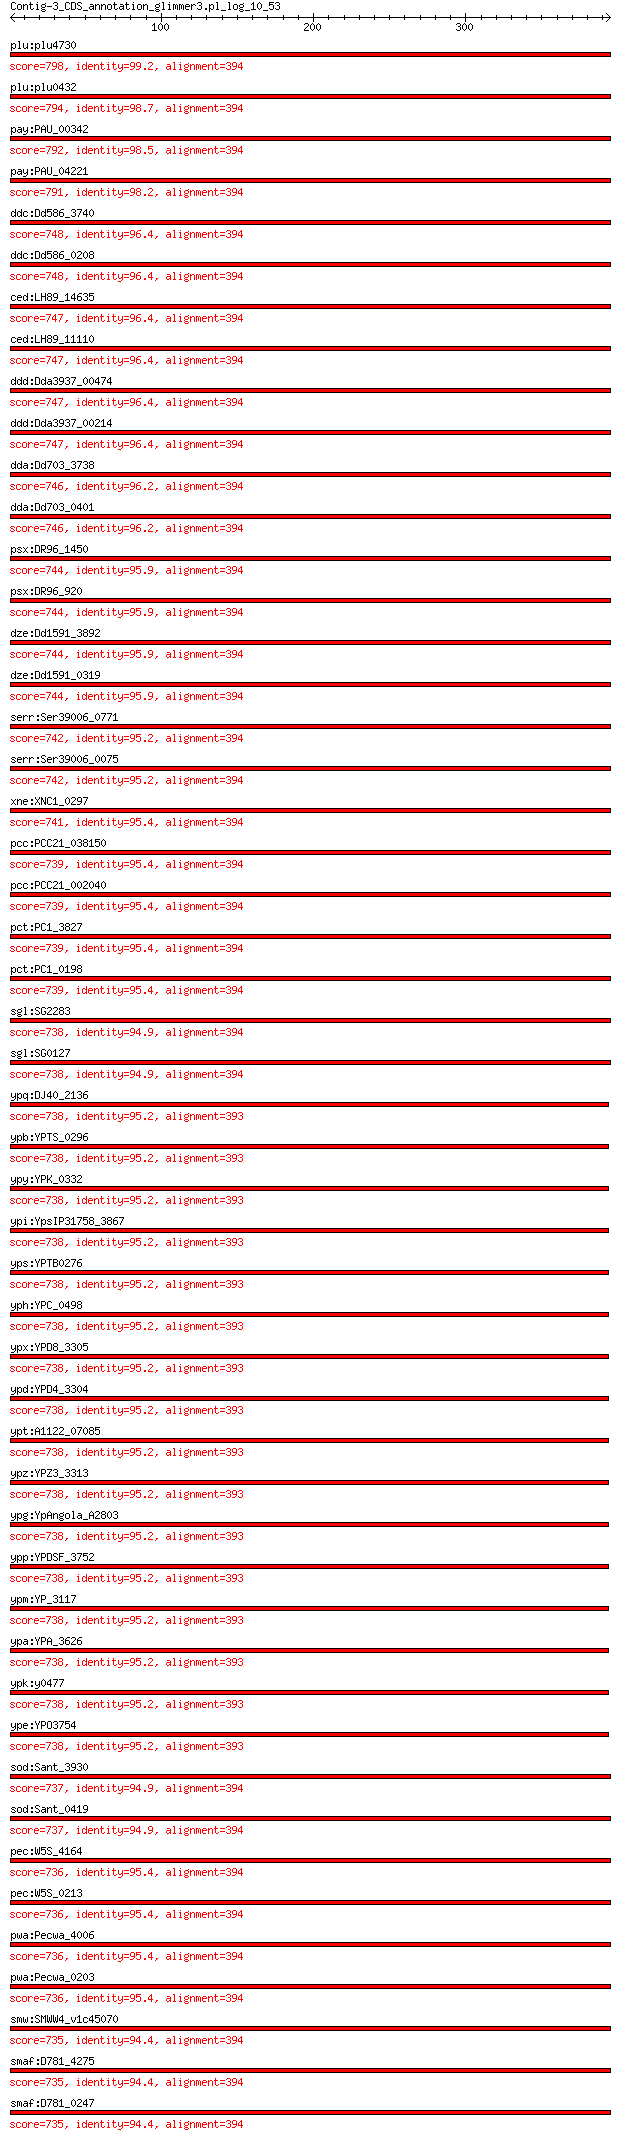 Contig-3_CDS_annotation_glimmer3.pl_log_10_53
100 200 300
plu:plu4730
score=798, identity=99.2, alignment=394
plu:plu0432
score=794, identity=98.7, alignment=394
pay:PAU_00342
score=792, identity=98.5, alignment=394
pay:PAU_04221
score=791, identity=98.2, alignment=394
ddc:Dd586_3740
score=748, identity=96.4, alignment=394
ddc:Dd586_0208
score=748, identity=96.4, alignment=394
ced:LH89_14635
score=747, identity=96.4, alignment=394
ced:LH89_11110
score=747, identity=96.4, alignment=394
ddd:Dda3937_00474
score=747, identity=96.4, alignment=394
ddd:Dda3937_00214
score=747, identity=96.4, alignment=394
dda:Dd703_3738
score=746, identity=96.2, alignment=394
dda:Dd703_0401
score=746, identity=96.2, alignment=394
psx:DR96_1450
score=744, identity=95.9, alignment=394
psx:DR96_920
score=744, identity=95.9, alignment=394
dze:Dd1591_3892
score=744, identity=95.9, alignment=394
dze:Dd1591_0319
score=744, identity=95.9, alignment=394
serr:Ser39006_0771
score=742, identity=95.2, alignment=394
serr:Ser39006_0075
score=742, identity=95.2, alignment=394
xne:XNC1_0297
score=741, identity=95.4, alignment=394
pcc:PCC21_038150
score=739, identity=95.4, alignment=394
pcc:PCC21_002040
score=739, identity=95.4, alignment=394
pct:PC1_3827
score=739, identity=95.4, alignment=394
pct:PC1_0198
score=739, identity=95.4, alignment=394
sgl:SG2283
score=738, identity=94.9, alignment=394
sgl:SG0127
score=738, identity=94.9, alignment=394
ypq:DJ40_2136
score=738, identity=95.2, alignment=393
ypb:YPTS_0296
score=738, identity=95.2, alignment=393
ypy:YPK_0332
score=738, identity=95.2, alignment=393
ypi:YpsIP31758_3867
score=738, identity=95.2, alignment=393
yps:YPTB0276
score=738, identity=95.2, alignment=393
yph:YPC_0498
score=738, identity=95.2, alignment=393
ypx:YPD8_3305
score=738, identity=95.2, alignment=393
ypd:YPD4_3304
score=738, identity=95.2, alignment=393
ypt:A1122_07085
score=738, identity=95.2, alignment=393
ypz:YPZ3_3313
score=738, identity=95.2, alignment=393
ypg:YpAngola_A2803
score=738, identity=95.2, alignment=393
ypp:YPDSF_3752
score=738, identity=95.2, alignment=393
ypm:YP_3117
score=738, identity=95.2, alignment=393
ypa:YPA_3626
score=738, identity=95.2, alignment=393
ypk:y0477
score=738, identity=95.2, alignment=393
ype:YPO3754
score=738, identity=95.2, alignment=393
sod:Sant_3930
score=737, identity=94.9, alignment=394
sod:Sant_0419
score=737, identity=94.9, alignment=394
pec:W5S_4164
score=736, identity=95.4, alignment=394
pec:W5S_0213
score=736, identity=95.4, alignment=394
pwa:Pecwa_4006
score=736, identity=95.4, alignment=394
pwa:Pecwa_0203
score=736, identity=95.4, alignment=394
smw:SMWW4_v1c45070
score=735, identity=94.4, alignment=394
smaf:D781_4275
score=735, identity=94.4, alignment=394
smaf:D781_0247
score=735, identity=94.4, alignment=394